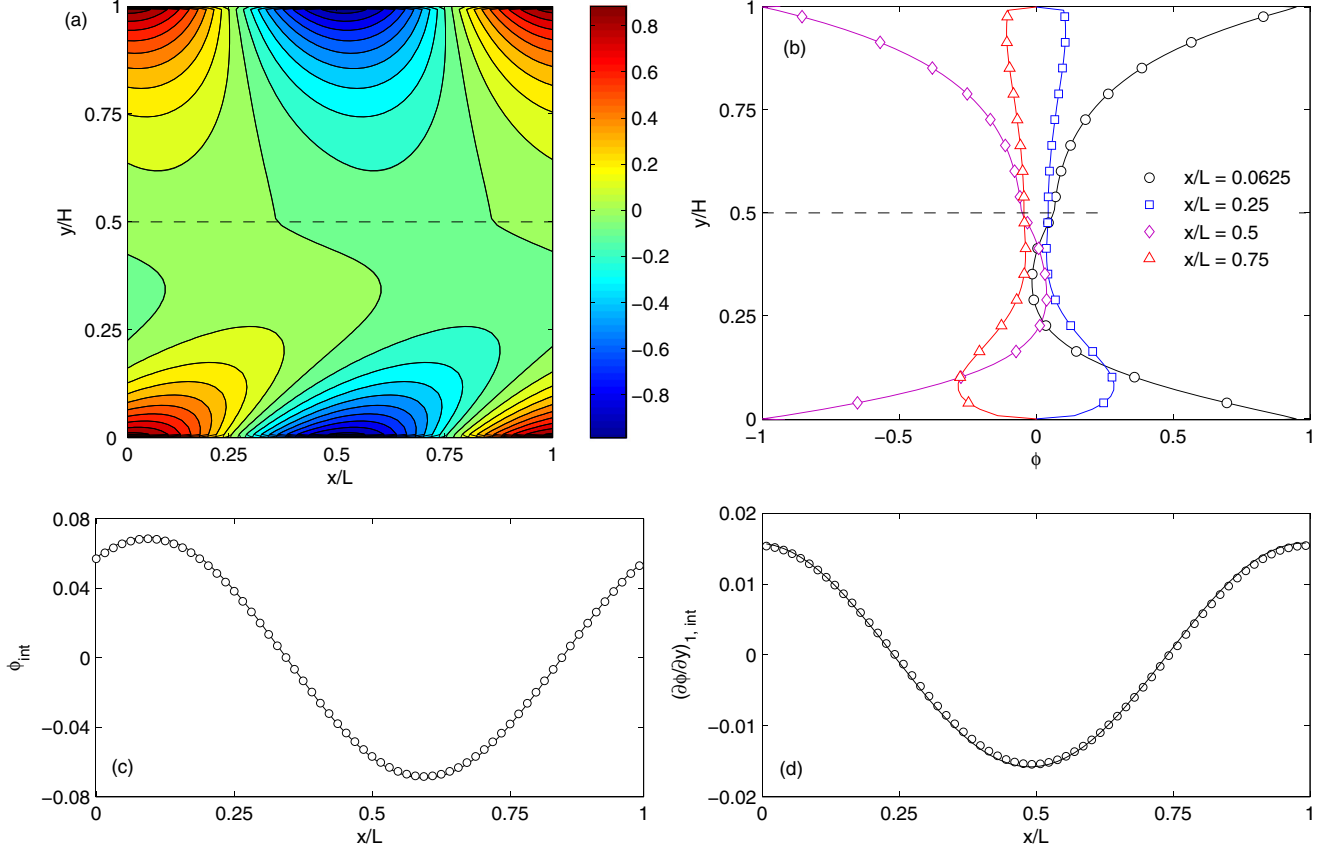 (a)
1
0.75
0.5
0.25
0
y/H
0 0.25 0.5 0.75 1
x/L
0.8
0.6
0.4
0.2
0
−0.2
−0.4
−0.6
−0.8
(b)
1
0.75
0.5
0.25
0
y/H
x/L = 0.0625
x/L = 0.25
x/L = 0.5
x/L = 0.75
−1 −0.5 0 0.5 1
ϕ
0.08
0.04
0
−0.04
−0.08
ϕint
(c)
0 0.25 0.5 0.75 1
x/L
0.02
0.01
0
−0.01
−0.02
(∂ϕ/∂y)1, int
(d)
0 0.25 0.5 0.75 1
x/L